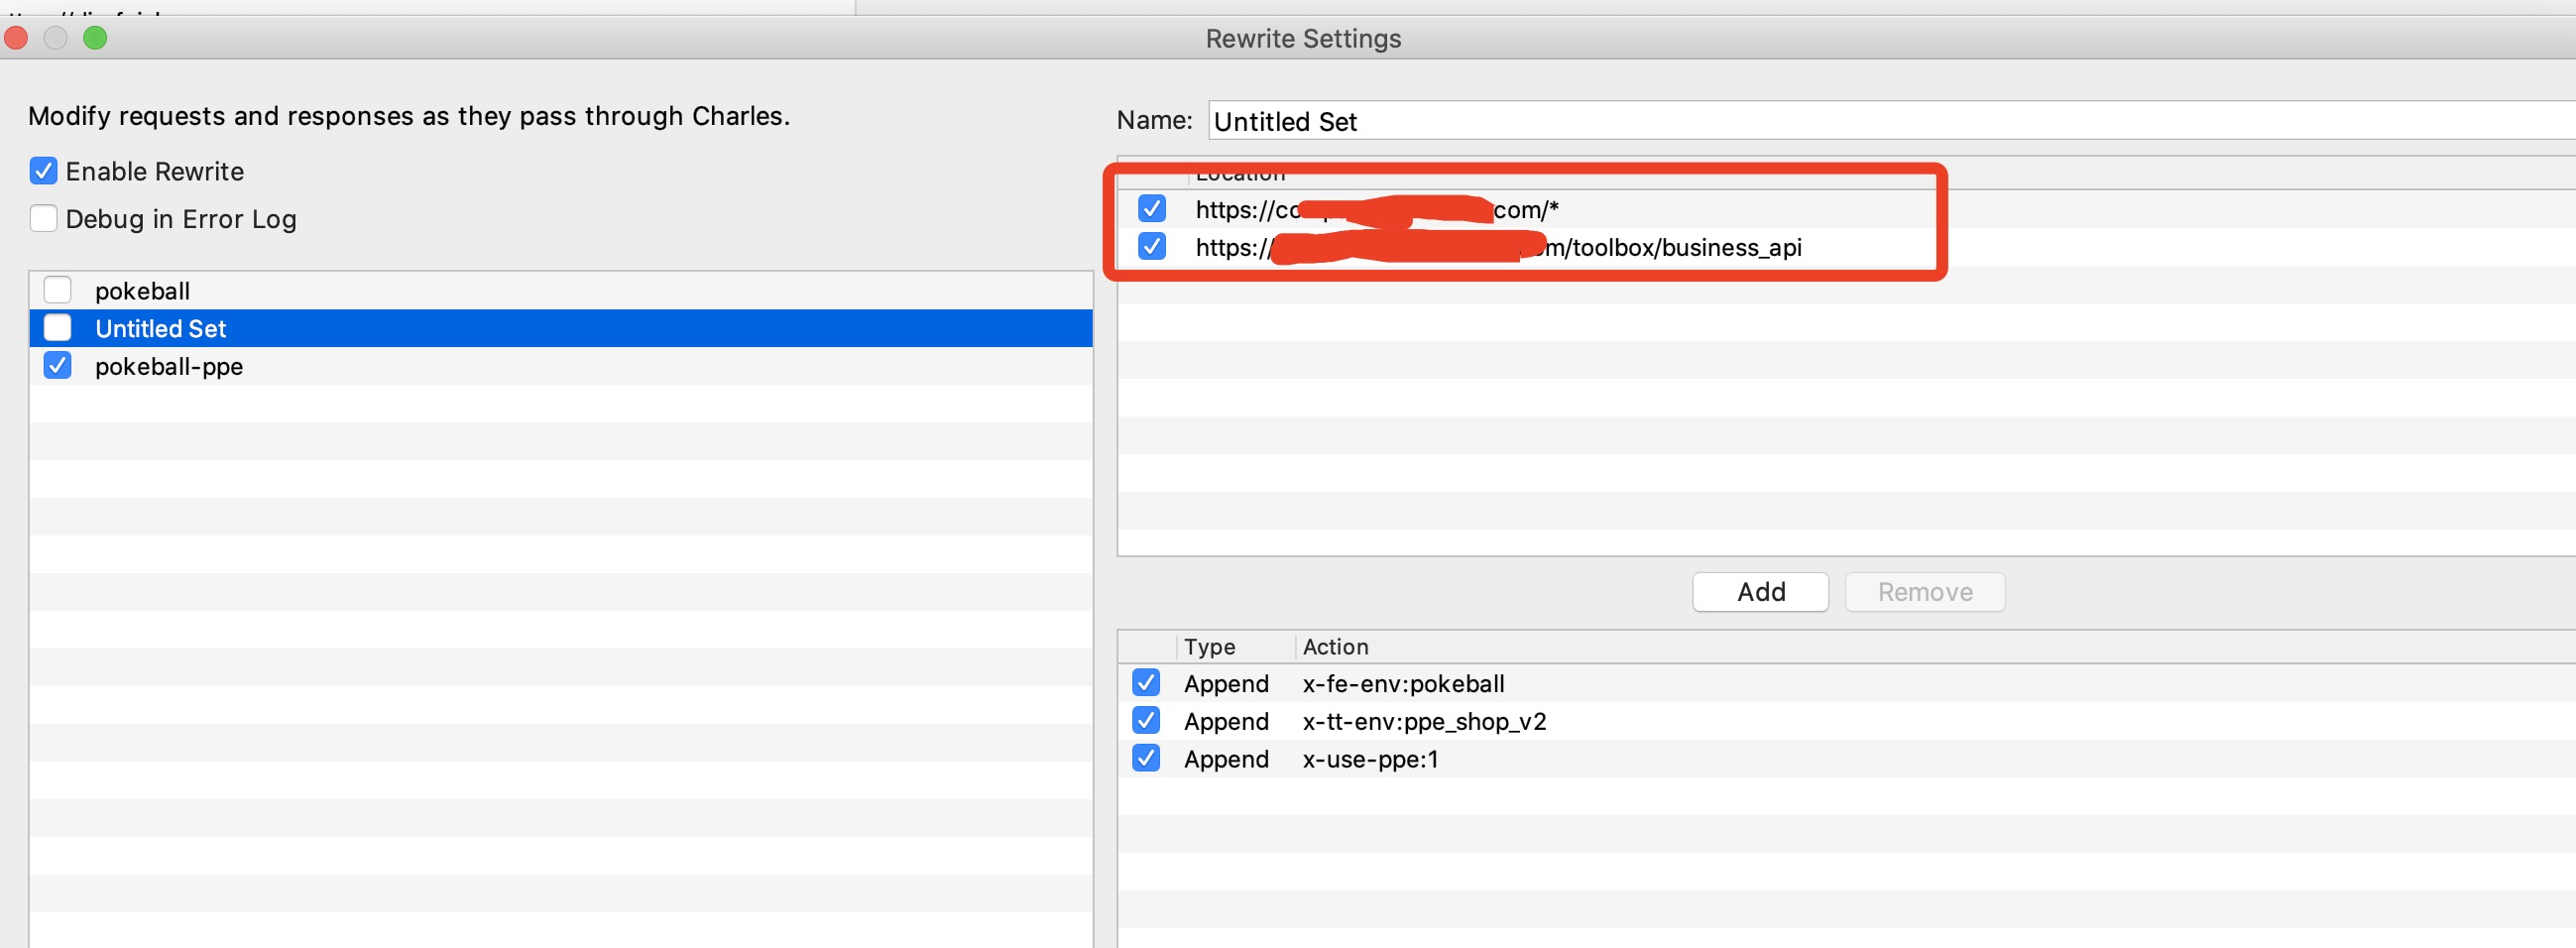 Rewrite Settings
Modify requests and responses as they pass through Charles.
Enable Rewrite
Debug in Error Log
pokeball
Untitled Set
pokeball-ppe
Name: Untitled Set
Location
https://co com/*
https:// om/toolbox/business_api
Add Remove
Type Action
Append x-fe-env:pokeball
Append x-tt-env:ppe_shop_v2
Append x-use-ppe:1